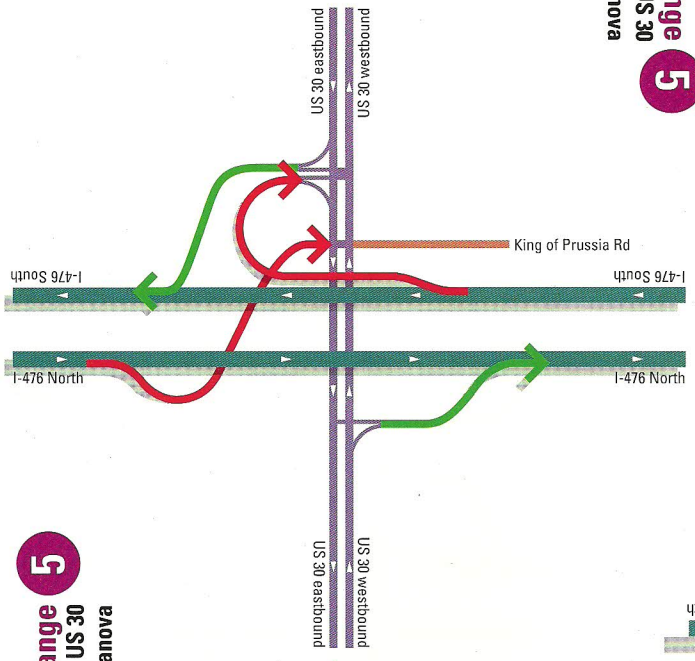 nge
US 30
nova
5
US 30 eastbound
US 30 westbound
King of Prussia Rd
I-476 South
I-476 South
I-476 North
I-476 North
US 30 eastbound
US 30 westbound
5
ange
US 30
anova